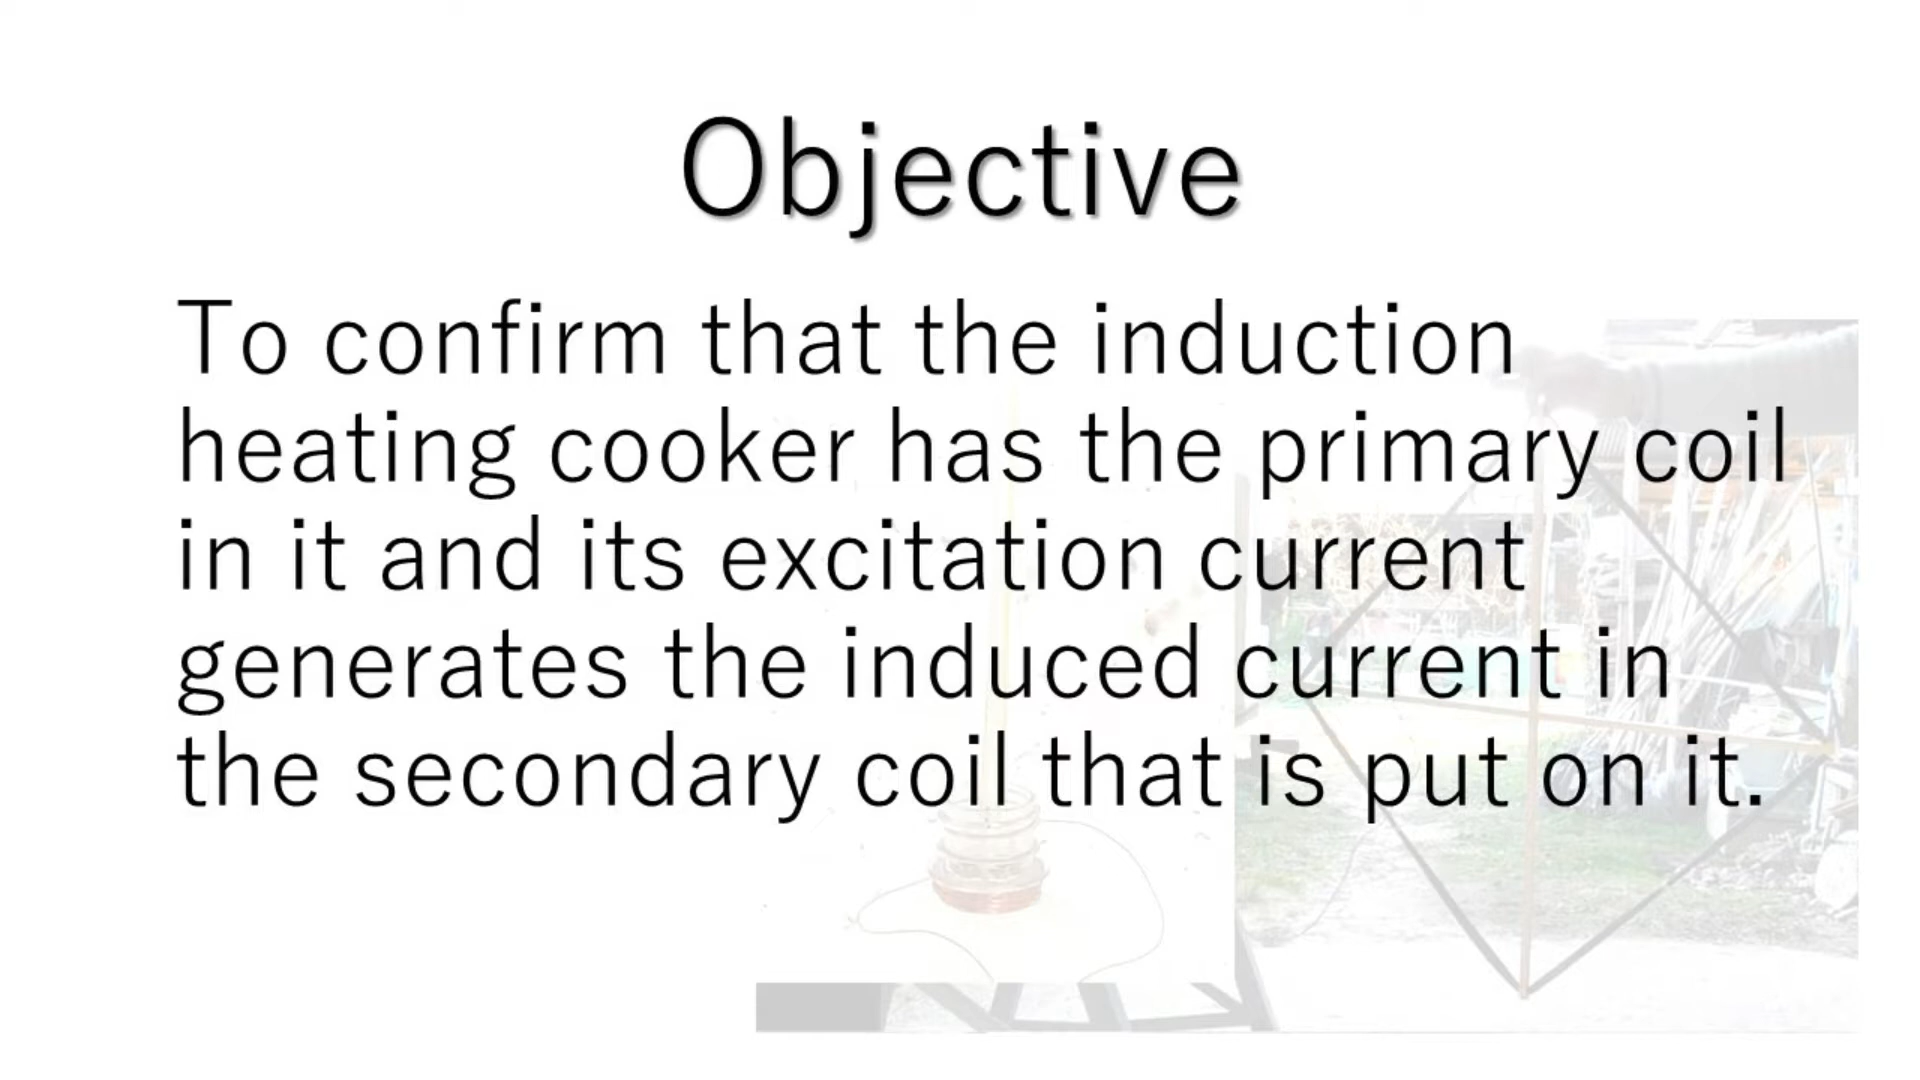 Objective
To confirm that the induction
heating cooker has the primary coil
in it and its excitation current
generates the induced current in
the secondary coil that is put on it.